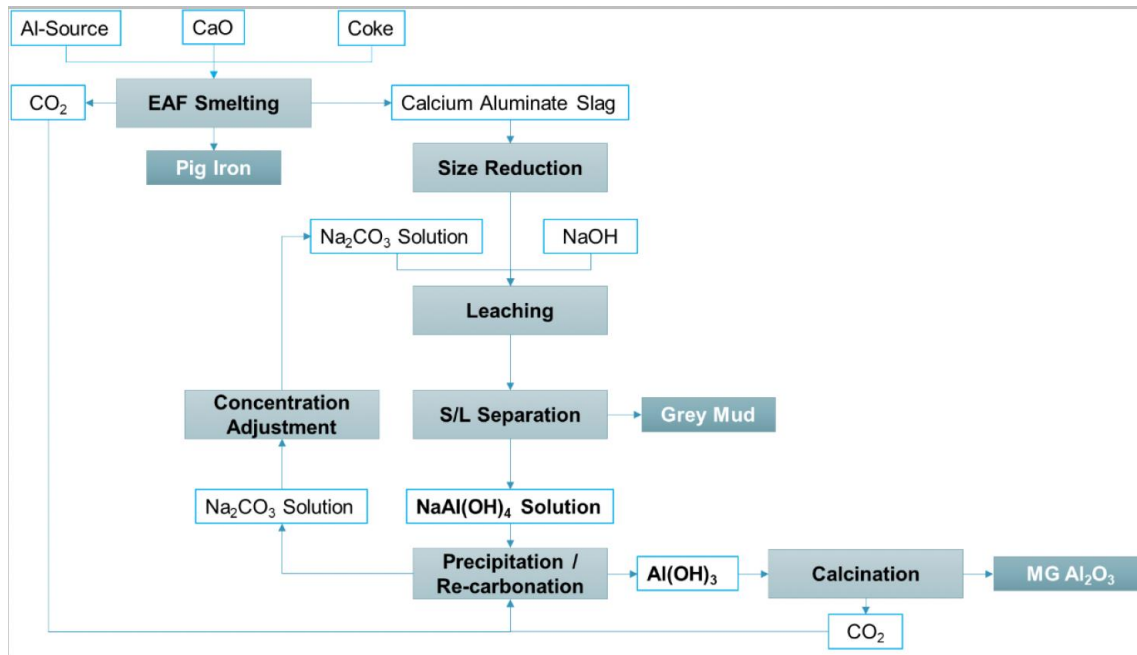 Al-Source
CaO
Coke
CO₂
EAF Smelting
Calcium Aluminate Slag
Pig Iron
Size Reduction
Na₂CO₃ Solution
NaOH
Leaching
Concentration
Adjustment
S/L Separation
Grey Mud
Na₂CO₃ Solution
NaAl(OH)₄ Solution
Precipitation /
Re-carbonation
Al(OH)₃
Calcination
MG Al₂O₃
CO₂